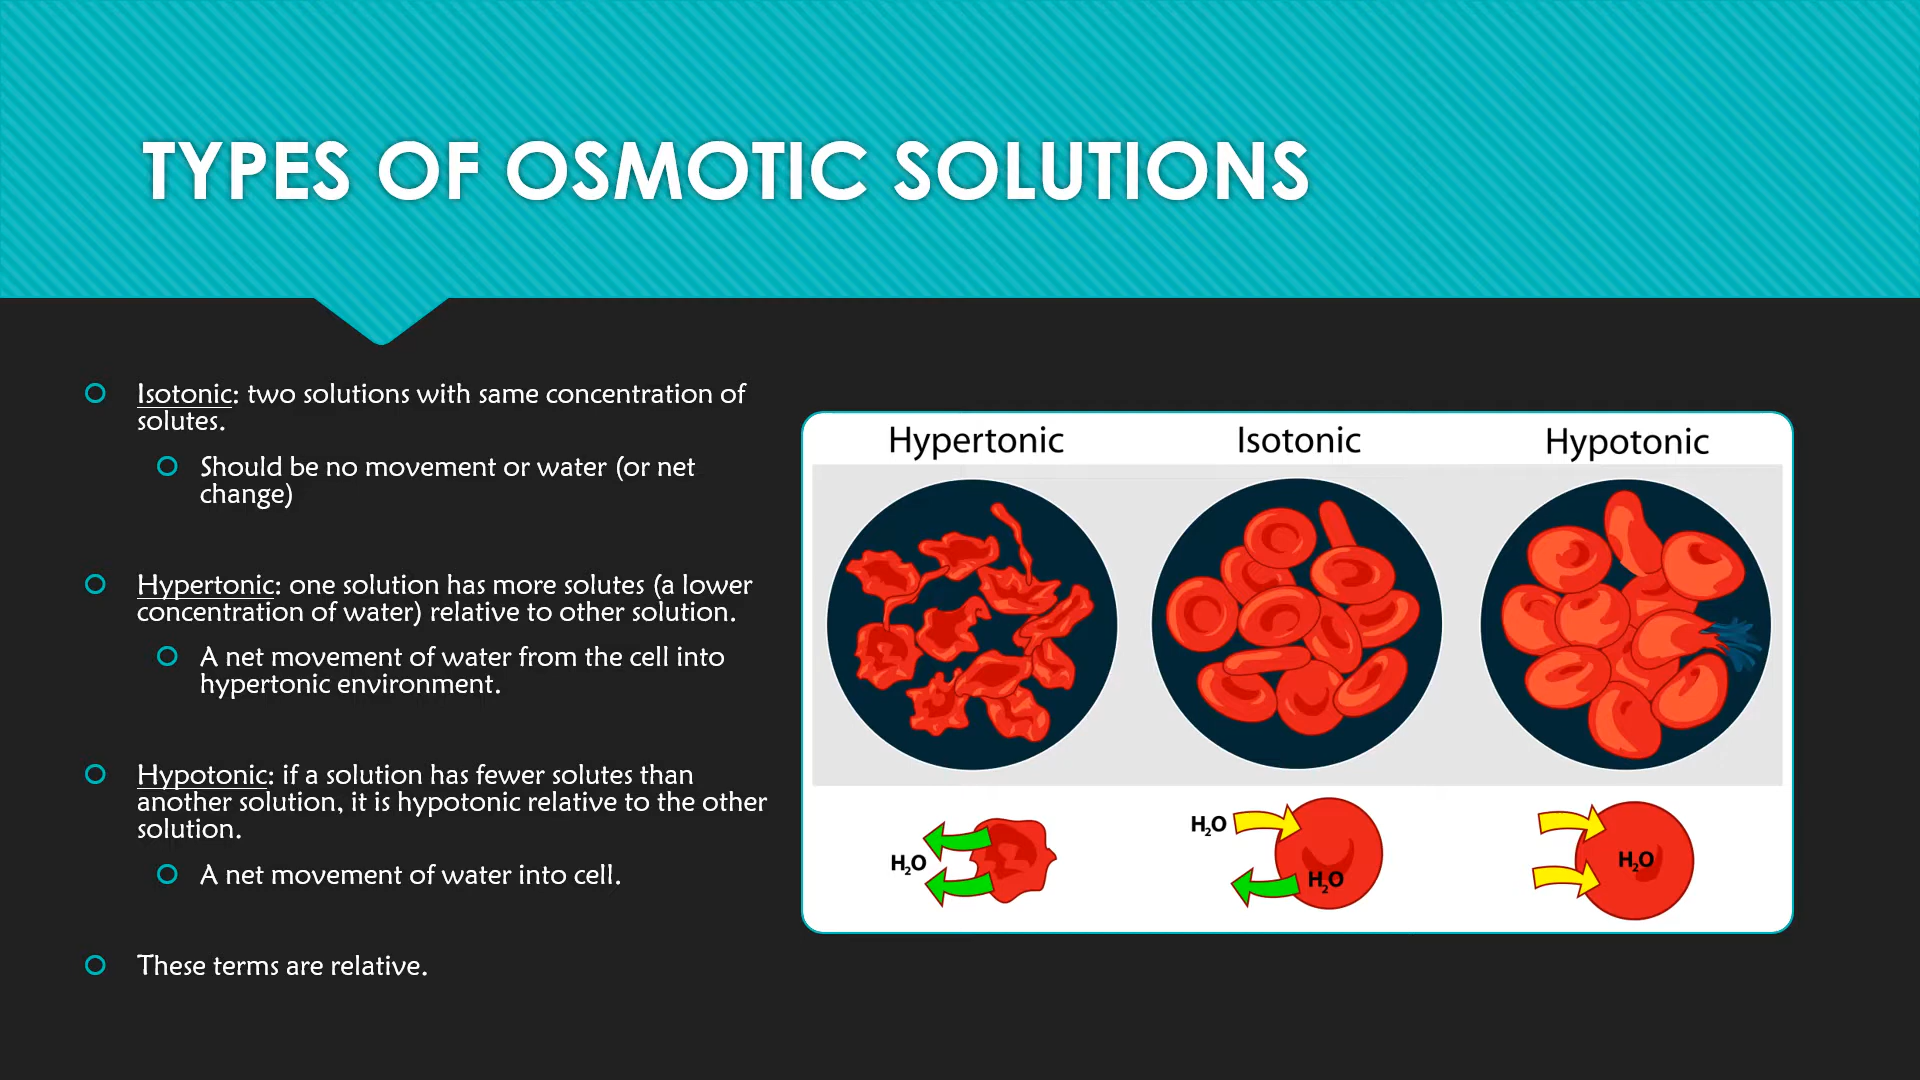 TYPES OF OSMOTIC SOLUTIONS
Isotonic: two solutions with same concentration of
solutes.
Should be no movement or water (or net
change)
Hypertonic: one solution has more solutes (a lower
concentration of water) relative to other solution.
A net movement of water from the cell into
hypertonic environment.
Hypotonic: if a solution has fewer solutes than
another solution, it is hypotonic relative to the other
solution.
A net movement of water into cell.
These terms are relative.
Hypertonic
Isotonic
Hypotonic
H₂O
H₂O
H₂O
H₂O